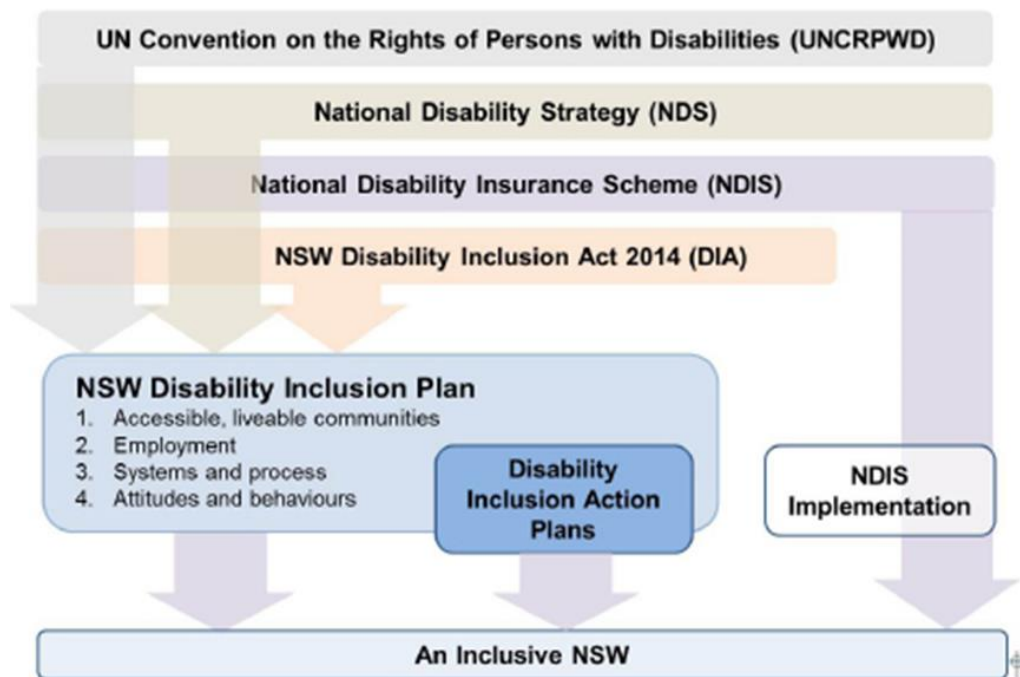 UN Convention on the Rights of Persons with Disabilities (UNCRPWD)
National Disability Strategy (NDS)
National Disability Insurance Scheme (NDIS)
NSW Disability Inclusion Act 2014 (DIA)
NSW Disability Inclusion Plan
1. Accessible, liveable communities
2. Employment
3. Systems and process
4. Attitudes and behaviours
Disability
Inclusion Action
Plans
NDIS
Implementation
An Inclusive NSW